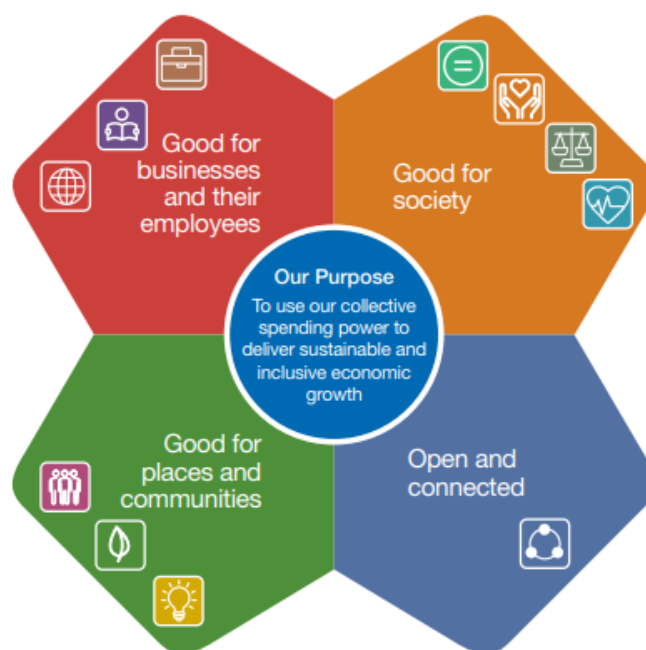 Good for
businesses
and their
employees
Good for
society
Our Purpose
To use our collective
spending power to
deliver sustainable and
inclusive economic
growth
Good for
places and
communities
Open and
connected